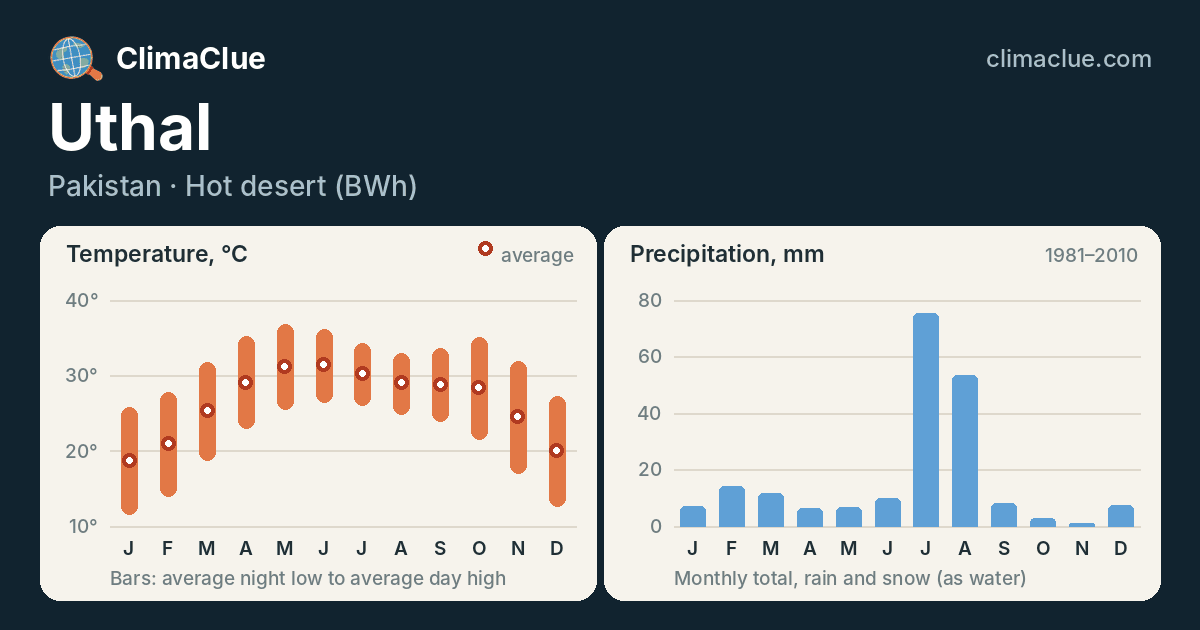 ClimaClue
climaclue.com
Uthal
Pakistan · Hot desert (BWh)
Temperature, °C
average
40°
30°
20°
10°
J F M A M J J A S O N D
Bars: average night low to average day high
Precipitation, mm
1981–2010
80
60
40
20
0
J F M A M J J A S O N D
Monthly total, rain and snow (as water)